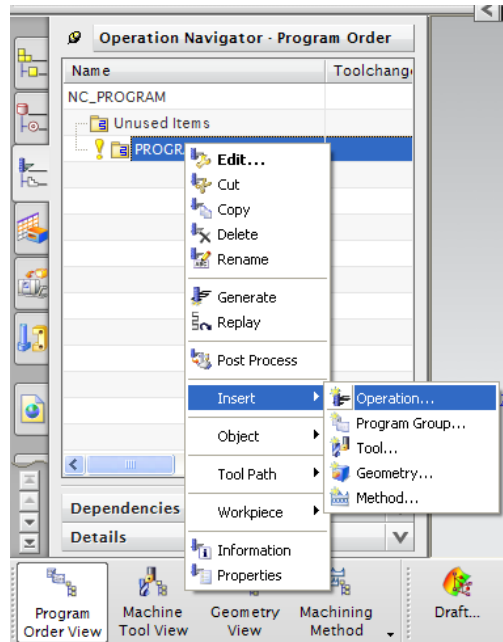 Operation Navigator - Program Order
Name Toolchang
NC_PROGRAM
Unused Items
PROGR
Edit...
Cut
Copy
Delete
Rename
Generate
Replay
Post Process
Insert
Object
Tool Path
Workpiece
Information
Properties
Operation...
Program Group...
Tool...
Geometry...
Method...
Dependencies
Details
Program Order View
Machine Tool View
Geometry View
Machining Method
Draft...